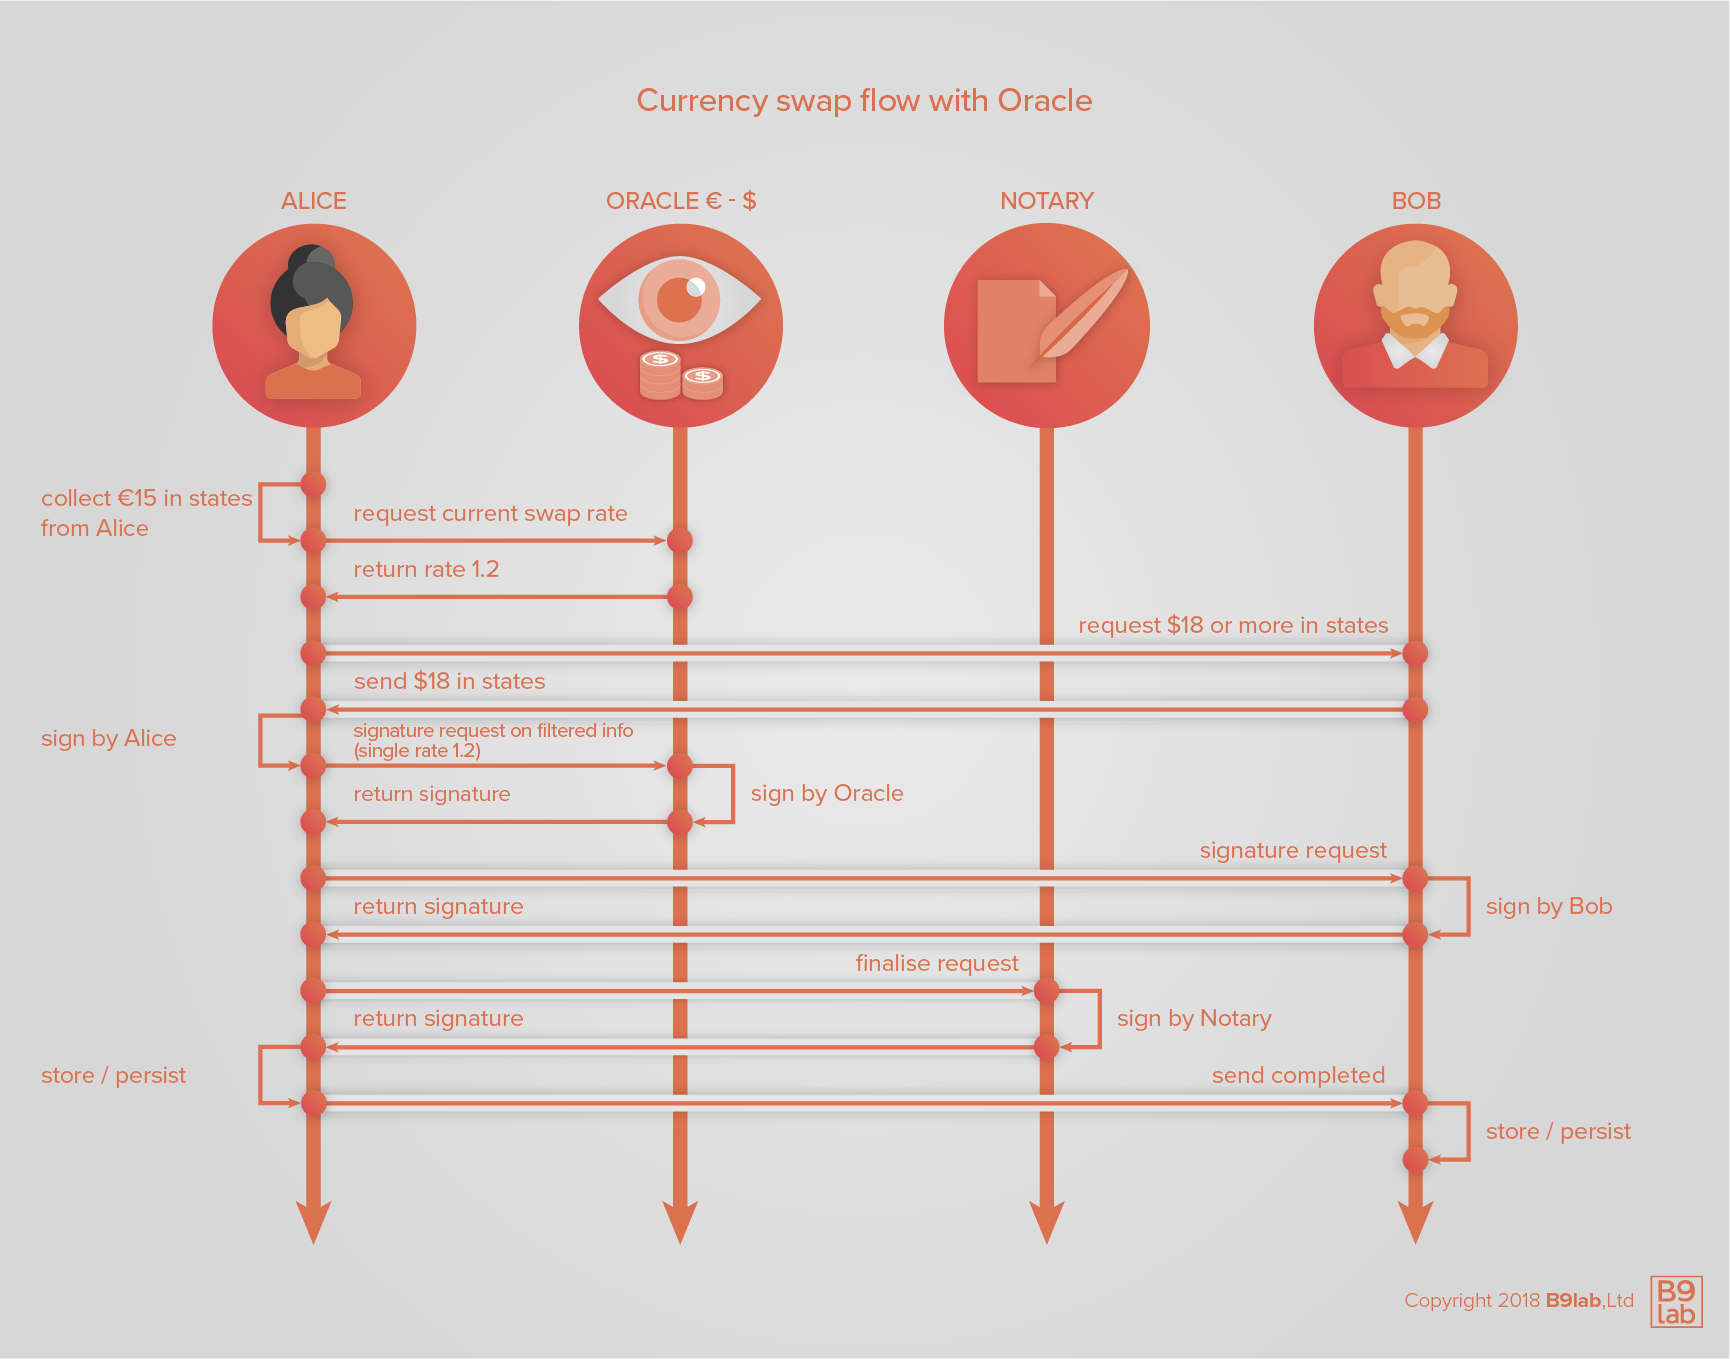 Currency swap flow with Oracle
ALICE
ORACLE € - $
NOTARY
BOB
$
$
collect €15 in states
from Alice
request current swap rate
return rate 1.2
request $18 or more in states
send $18 in states
sign by Alice
signature request on filtered info
(single rate 1.2)
return signature
sign by Oracle
signature request
return signature
sign by Bob
finalise request
return signature
sign by Notary
store / persist
send completed
store / persist
Copyright 2018 B9lab,Ltd
B9
lab